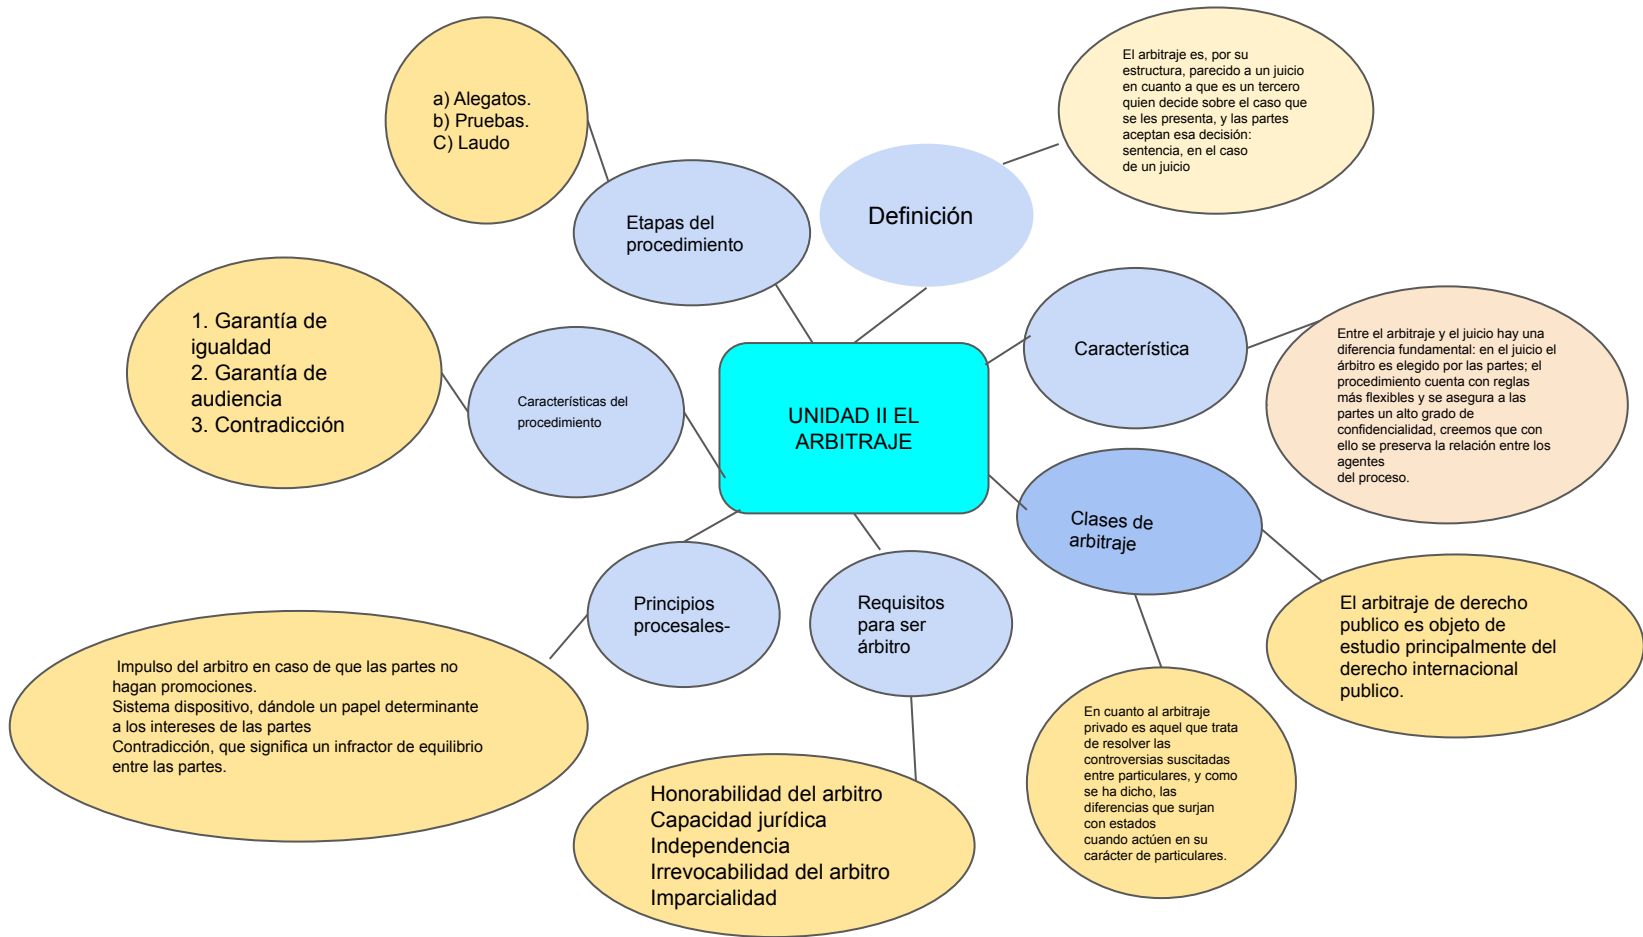 El arbitraje es, por su
estructura, parecido a un juicio
en cuanto a que es un tercero
quien decide sobre el caso que
se les presenta, y las partes
aceptan esa decisión:
sentencia, en el caso
de un juicio
a) Alegatos.
b) Pruebas.
C) Laudo
Etapas del
procedimiento
Definición
1. Garantía de
igualdad
2. Garantía de
audiencia
3. Contradicción
Características del
procedimiento
UNIDAD II EL
ARBITRAJE
Característica
Entre el arbitraje y el juicio hay una
diferencia fundamental: en el juicio el
árbitro es elegido por las partes; el
procedimiento cuenta con reglas
más flexibles y se asegura a las
partes un alto grado de
confidencialidad, creemos que con
ello se preserva la relación entre los
agentes
del proceso.
Clases de
arbitraje
Principios
procesales-
Requisitos
para ser
árbitro
El arbitraje de derecho
publico es objeto de
estudio principalmente del
derecho internacional
publico.
Impulso del arbitro en caso de que las partes no
hagan promociones.
Sistema dispositivo, dándole un papel determinante
a los intereses de las partes
Contradicción, que significa un infractor de equilibrio
entre las partes.
En cuanto al arbitraje
privado es aquel que trata
de resolver las
controversias suscitadas
entre particulares, y como
se ha dicho, las
diferencias que surjan
con estados
cuando actúen en su
carácter de particulares.
Honorabilidad del arbitro
Capacidad jurídica
Independencia
Irrevocabilidad del arbitro
Imparcialidad